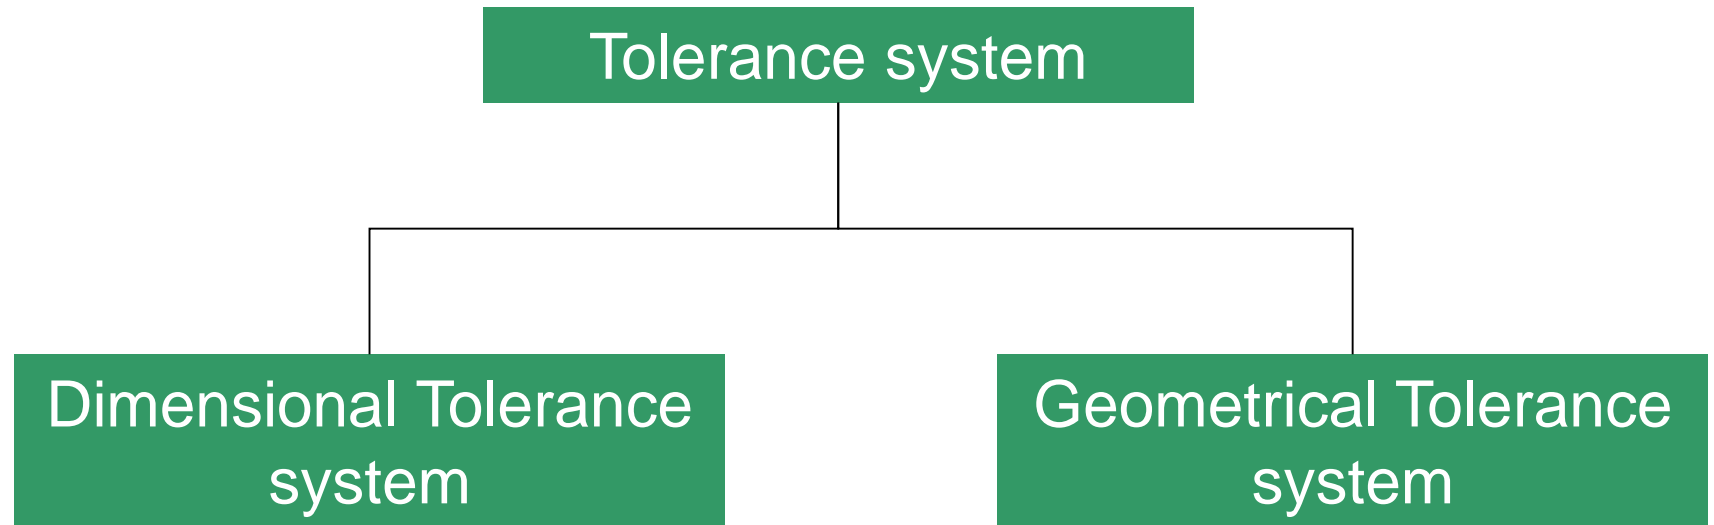 Tolerance system
Dimensional Tolerance
system
Geometrical Tolerance
system